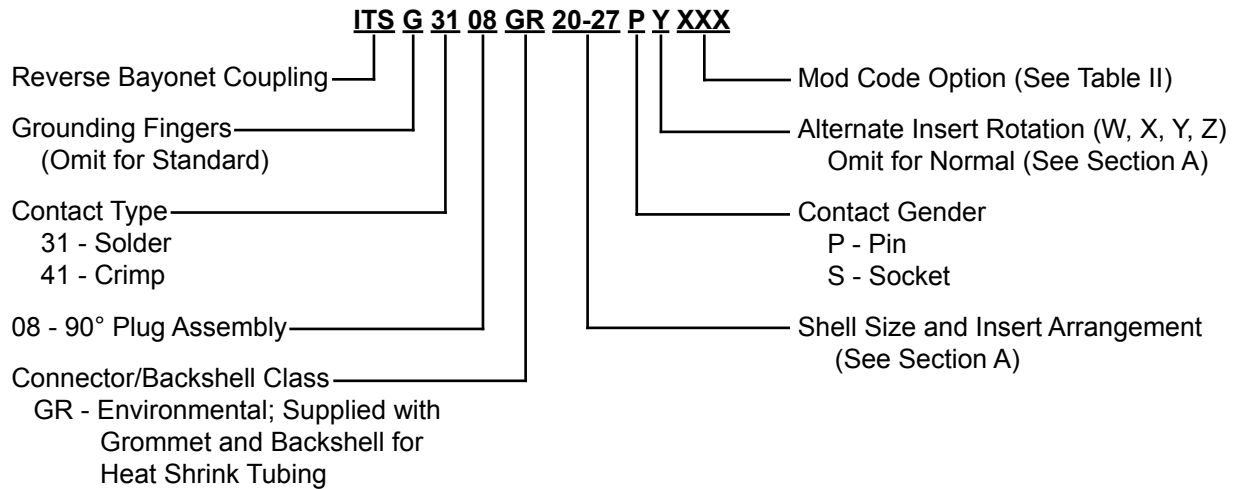 ITS G 31 08 GR 20-27 P Y XXX
Reverse Bayonet Coupling
Grounding Fingers
(Omit for Standard)
Contact Type
31 - Solder
41 - Crimp
08 - 90° Plug Assembly
Connector/Backshell Class
GR - Environmental; Supplied with
Grommet and Backshell for
Heat Shrink Tubing
Mod Code Option (See Table II)
Alternate Insert Rotation (W, X, Y, Z)
Omit for Normal (See Section A)
Contact Gender
P - Pin
S - Socket
Shell Size and Insert Arrangement
(See Section A)